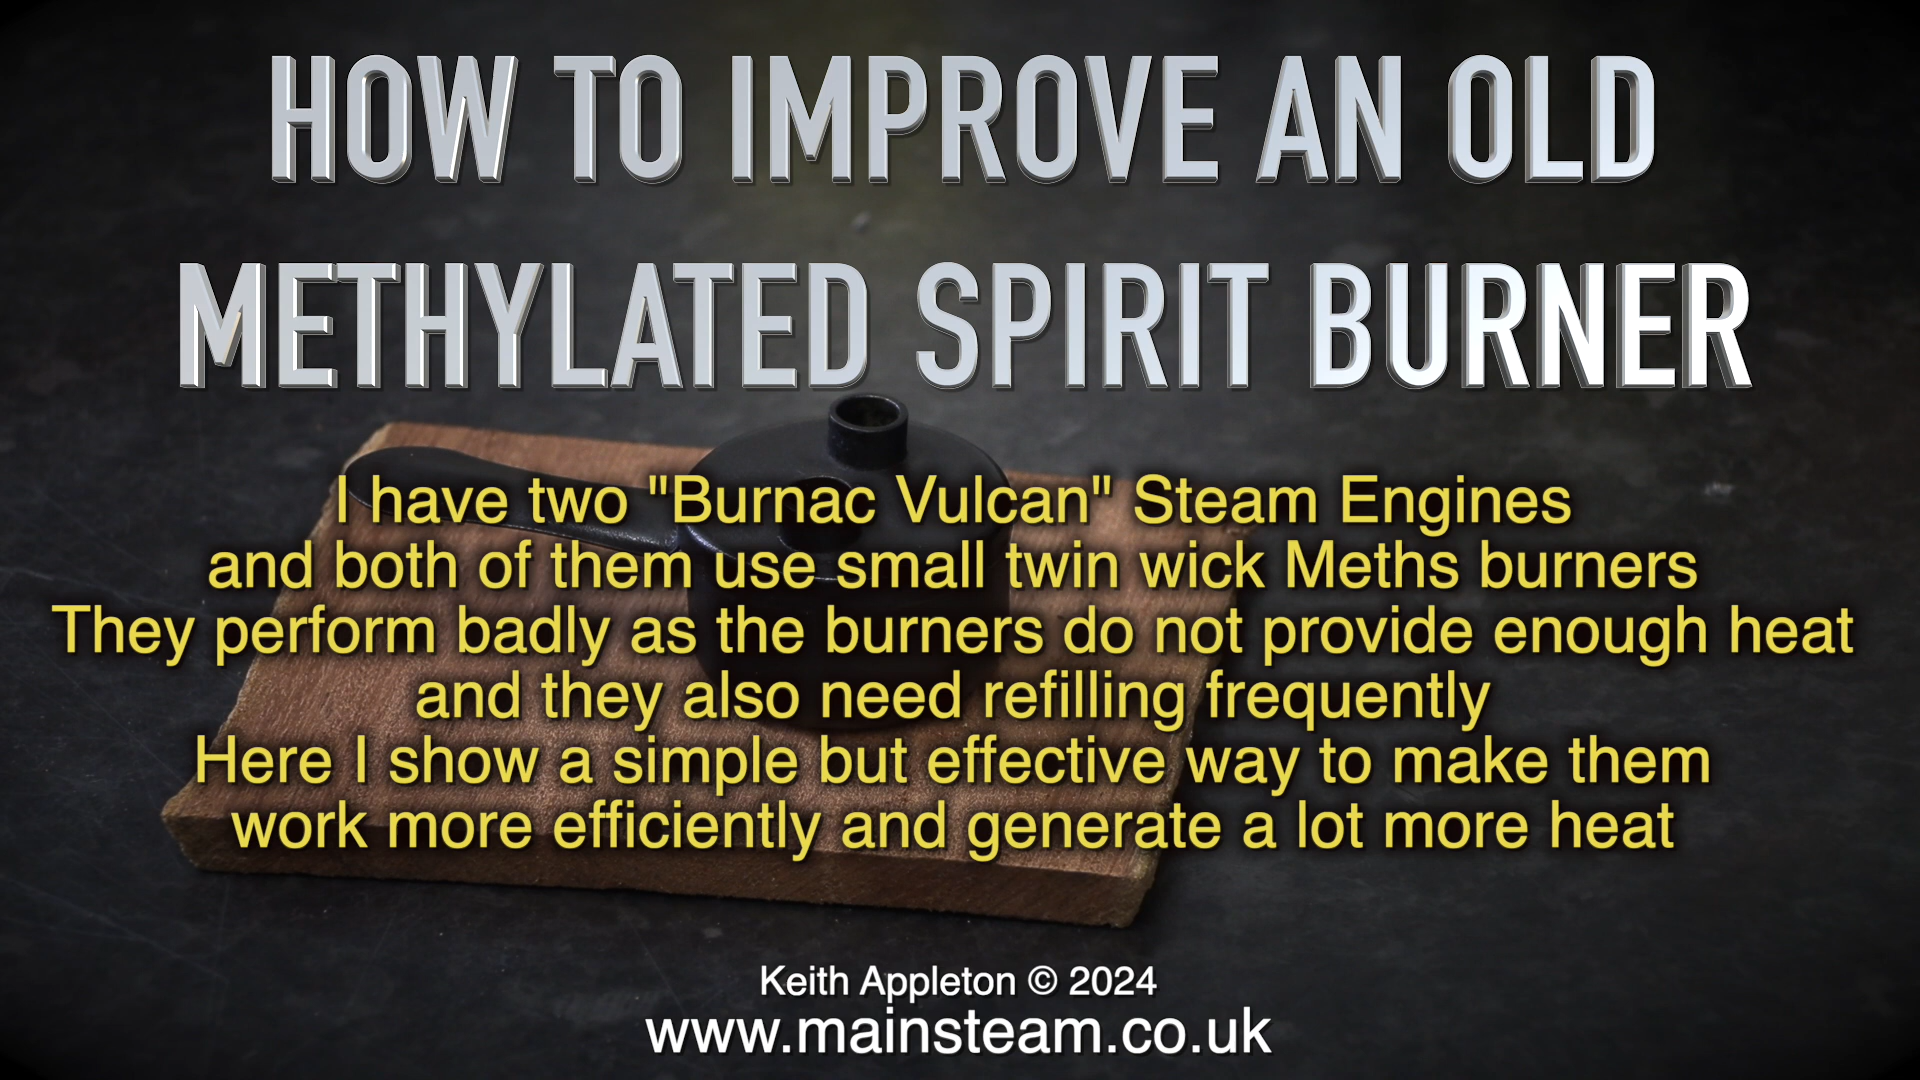 HOW TO IMPROVE AN OLD
METHYLATED SPIRIT BURNER
I have two "Burnac Vulcan" Steam Engines
and both of them use small twin wick Meths burners
They perform badly as the burners do not provide enough heat
and they also need refilling frequently
Here I show a simple but effective way to make them
work more efficiently and generate a lot more heat
Keith Appleton © 2024
www.mainsteam.co.uk